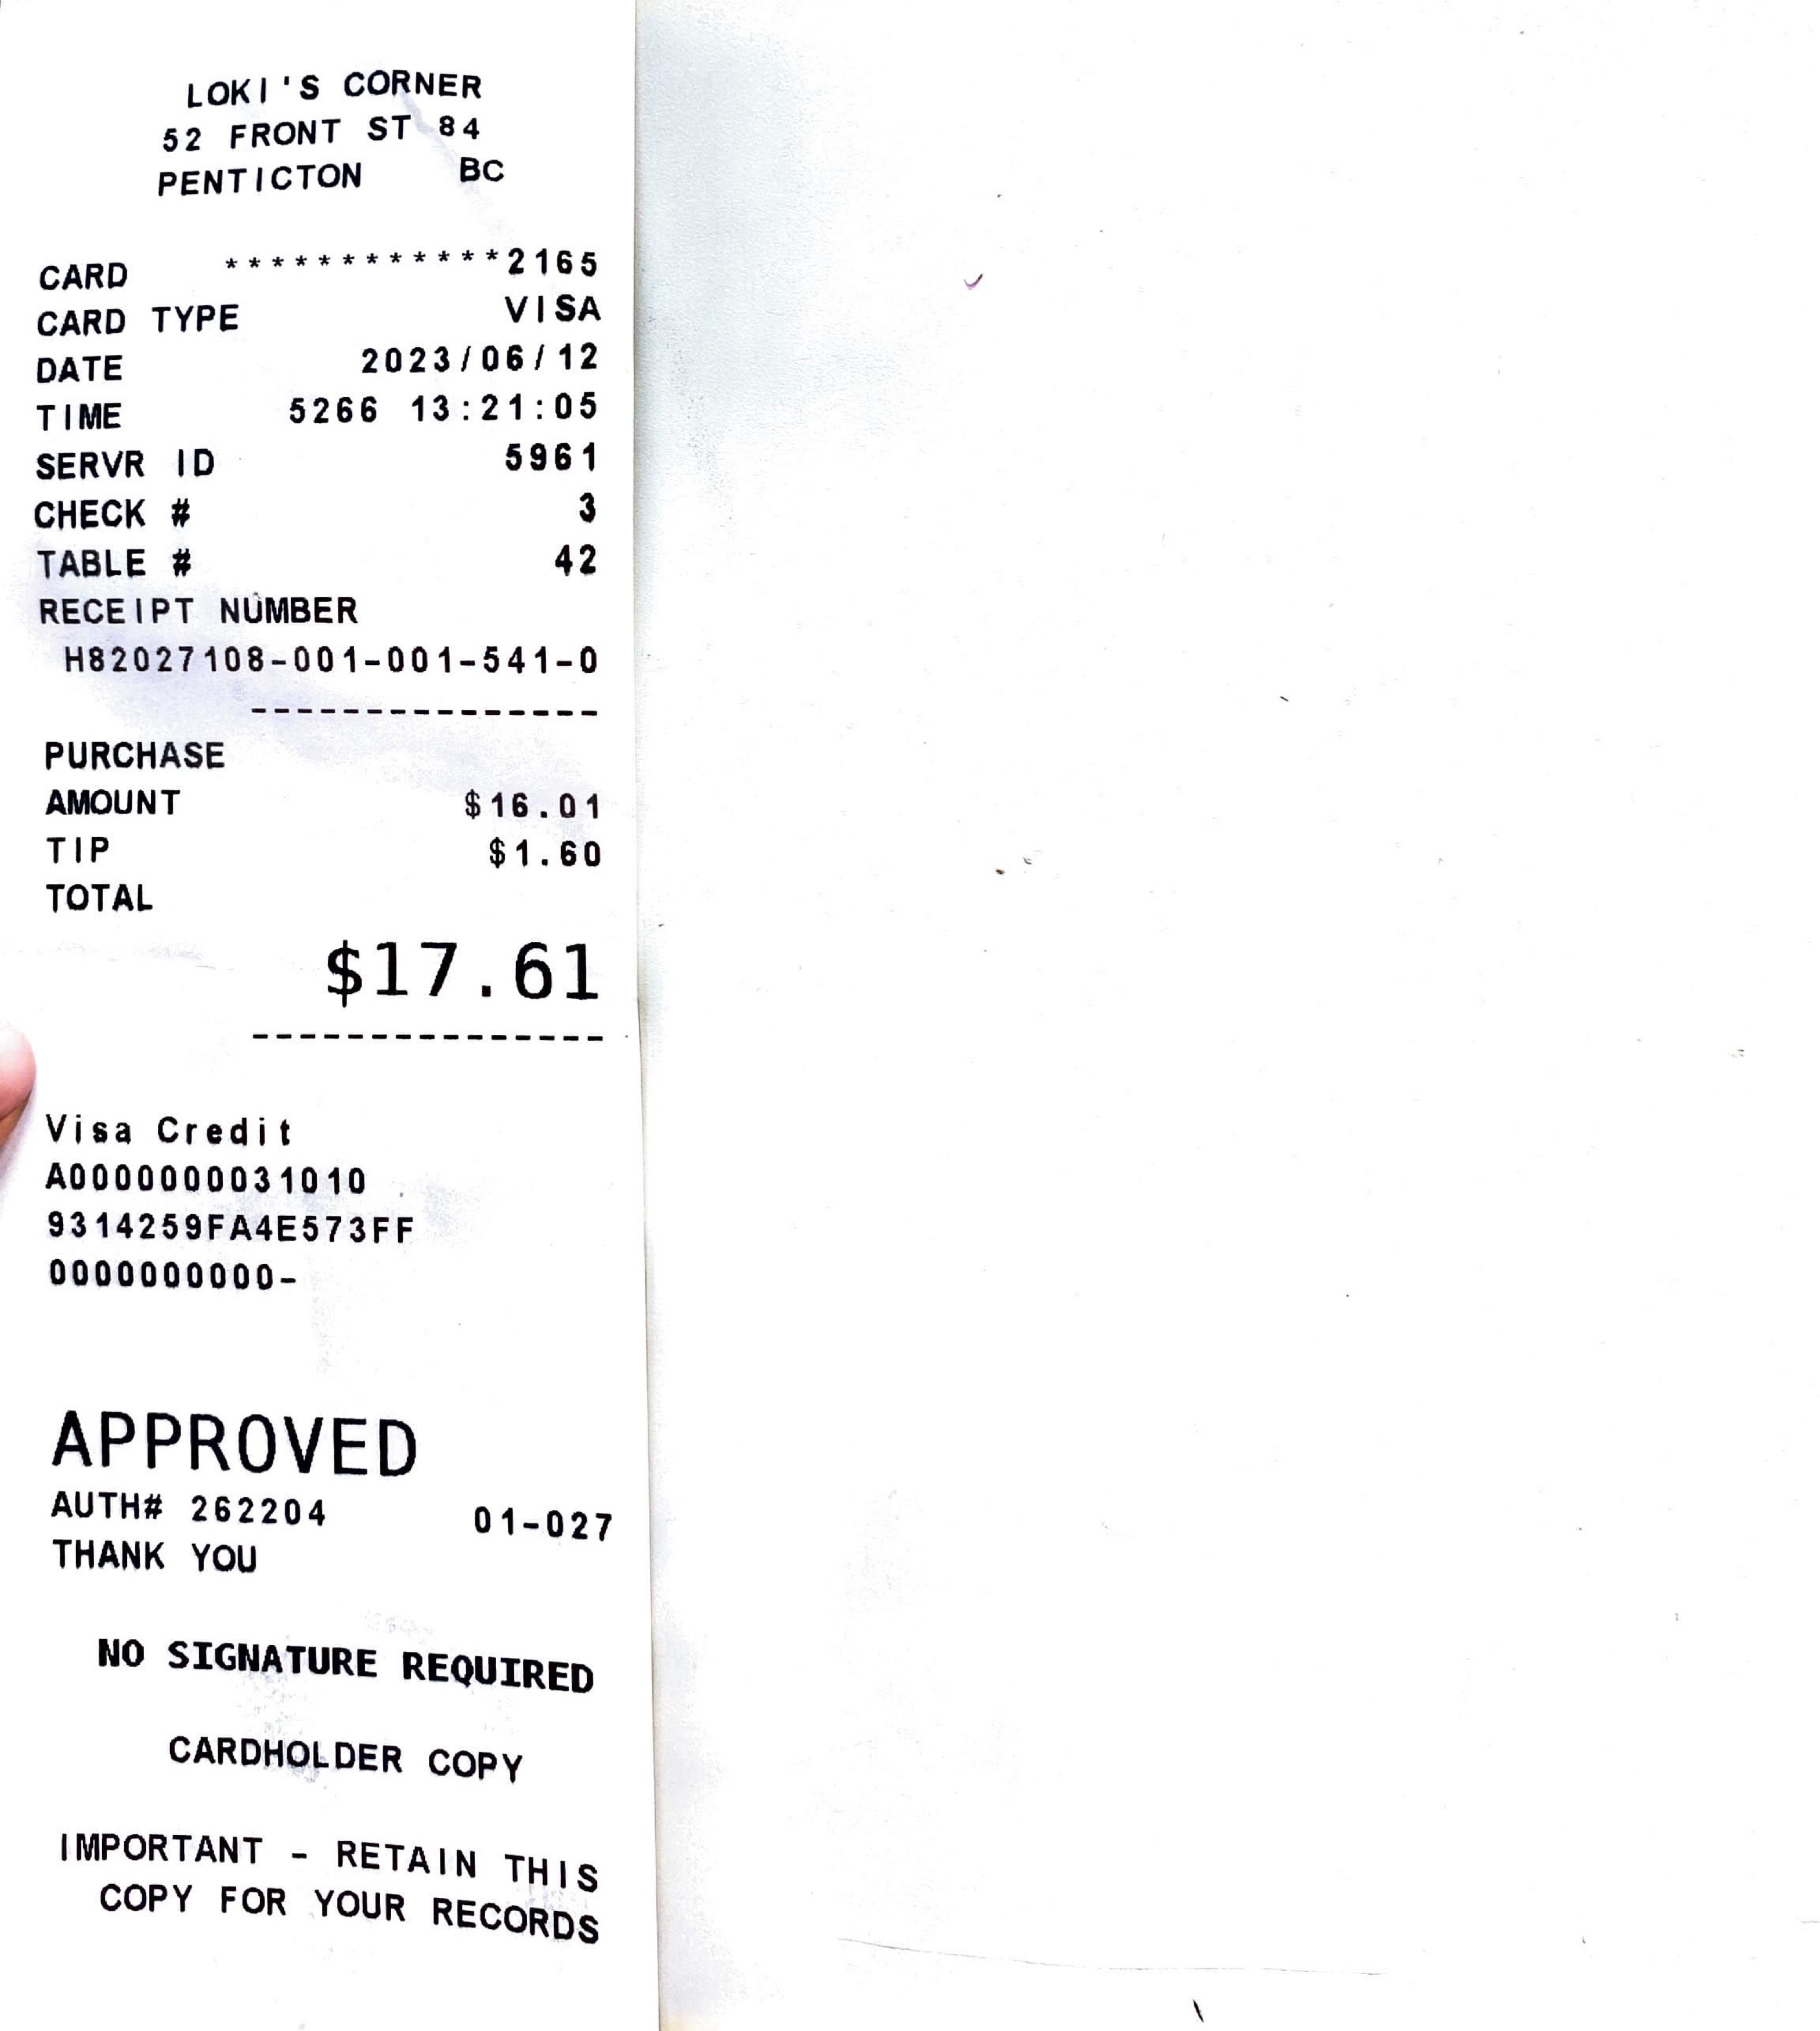 LOKI'S CORNER
52 FRONT ST 84
PENTICTON BC
CARD ************2165
CARD TYPE VISA
DATE 2023/06/12
TIME 5266 13:21:05
SERVR ID 5961
CHECK # 3
TABLE # 42
RECEIPT NUMBER
H82027108-001-001-541-0
---------------
PURCHASE
AMOUNT $16.01
TIP $1.60
TOTAL
$17.61
---------------
Visa Credit
A0000000031010
9314259FA4E573FF
0000000000-
APPROVED
AUTH# 262204 01-027
THANK YOU
NO SIGNATURE REQUIRED
CARDHOLDER COPY
IMPORTANT - RETAIN THIS
COPY FOR YOUR RECORDS